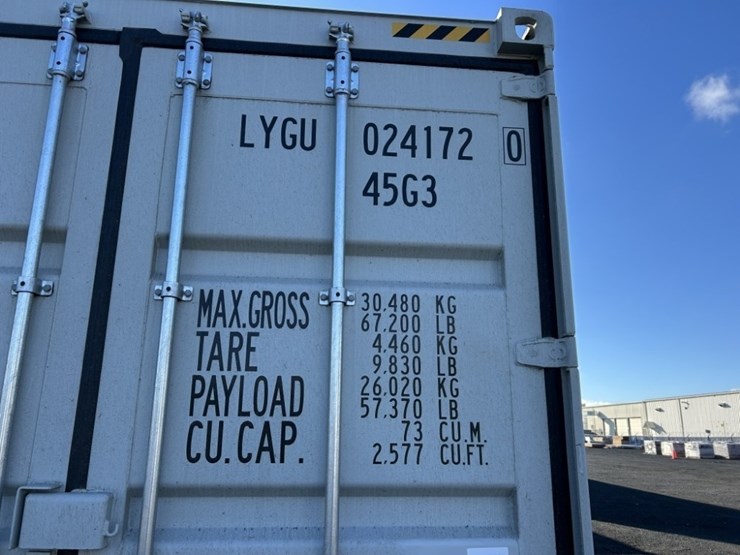 LYGU 024172 0
45G3
MAX.GROSS 30.480 KG
67.200 LB
TARE 4.460 KG
9.830 LB
PAYLOAD 26.020 KG
57.370 LB
CU.CAP. 73 CU.M.
2.577 CU.FT.